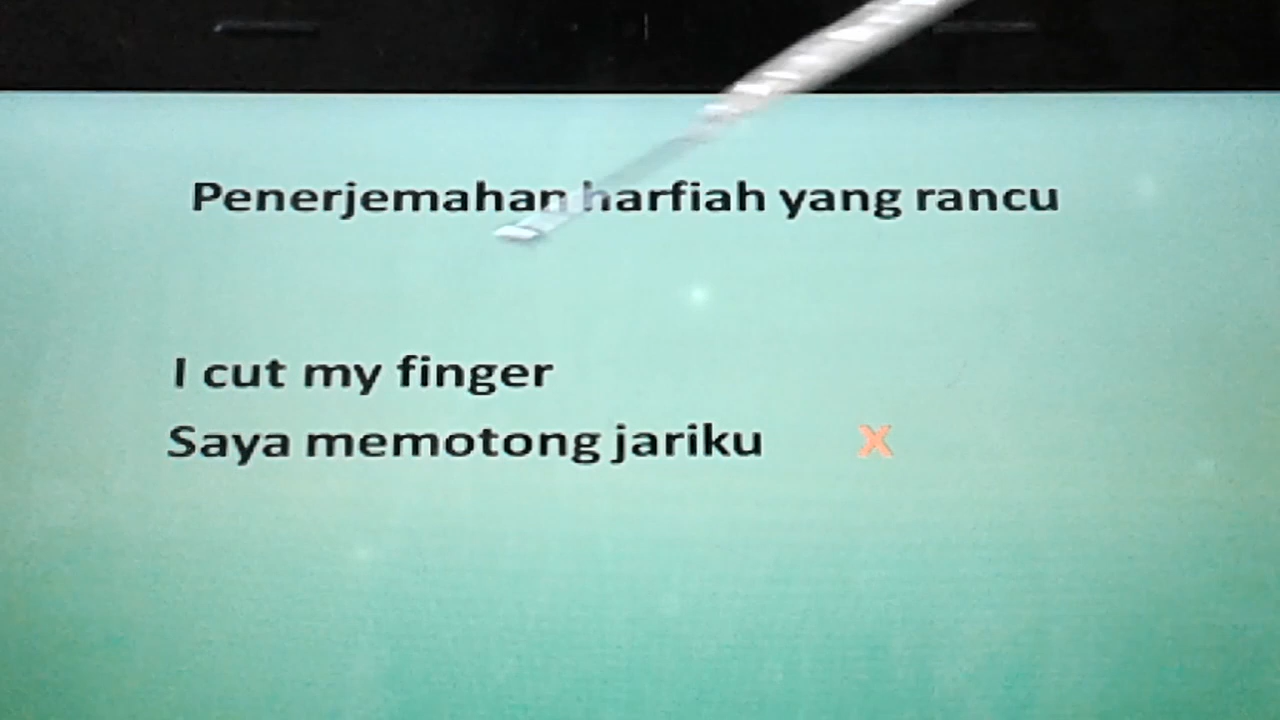 Penerjemahan harfiah yang rancu
I cut my finger
Saya memotong jariku X